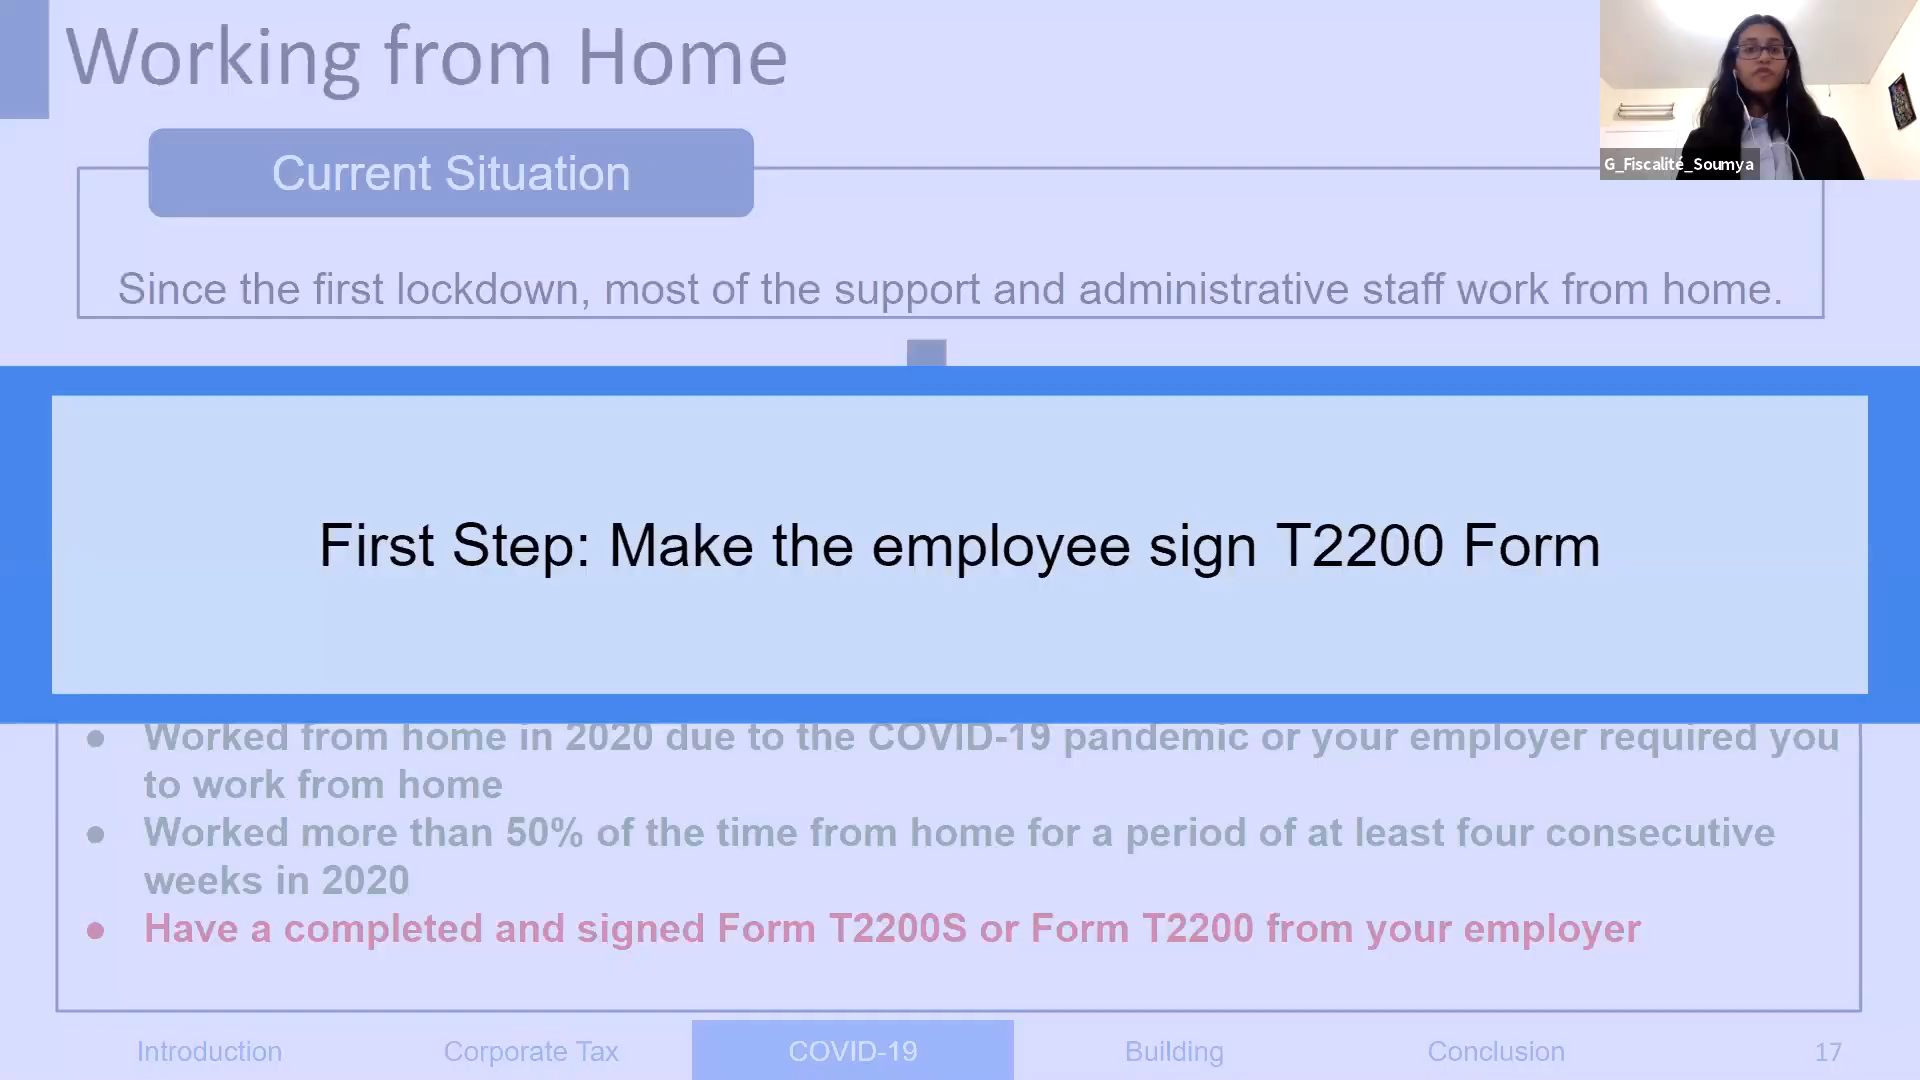 Working from Home
G_Fiscalité_Soumya
Current Situation
Since the first lockdown, most of the support and administrative staff work from home.
First Step: Make the employee sign T2200 Form
● Worked from home in 2020 due to the COVID-19 pandemic or your employer required you
to work from home
● Worked more than 50% of the time from home for a period of at least four consecutive
weeks in 2020
● Have a completed and signed Form T2200S or Form T2200 from your employer
Introduction Corporate Tax COVID-19 Building Conclusion 17